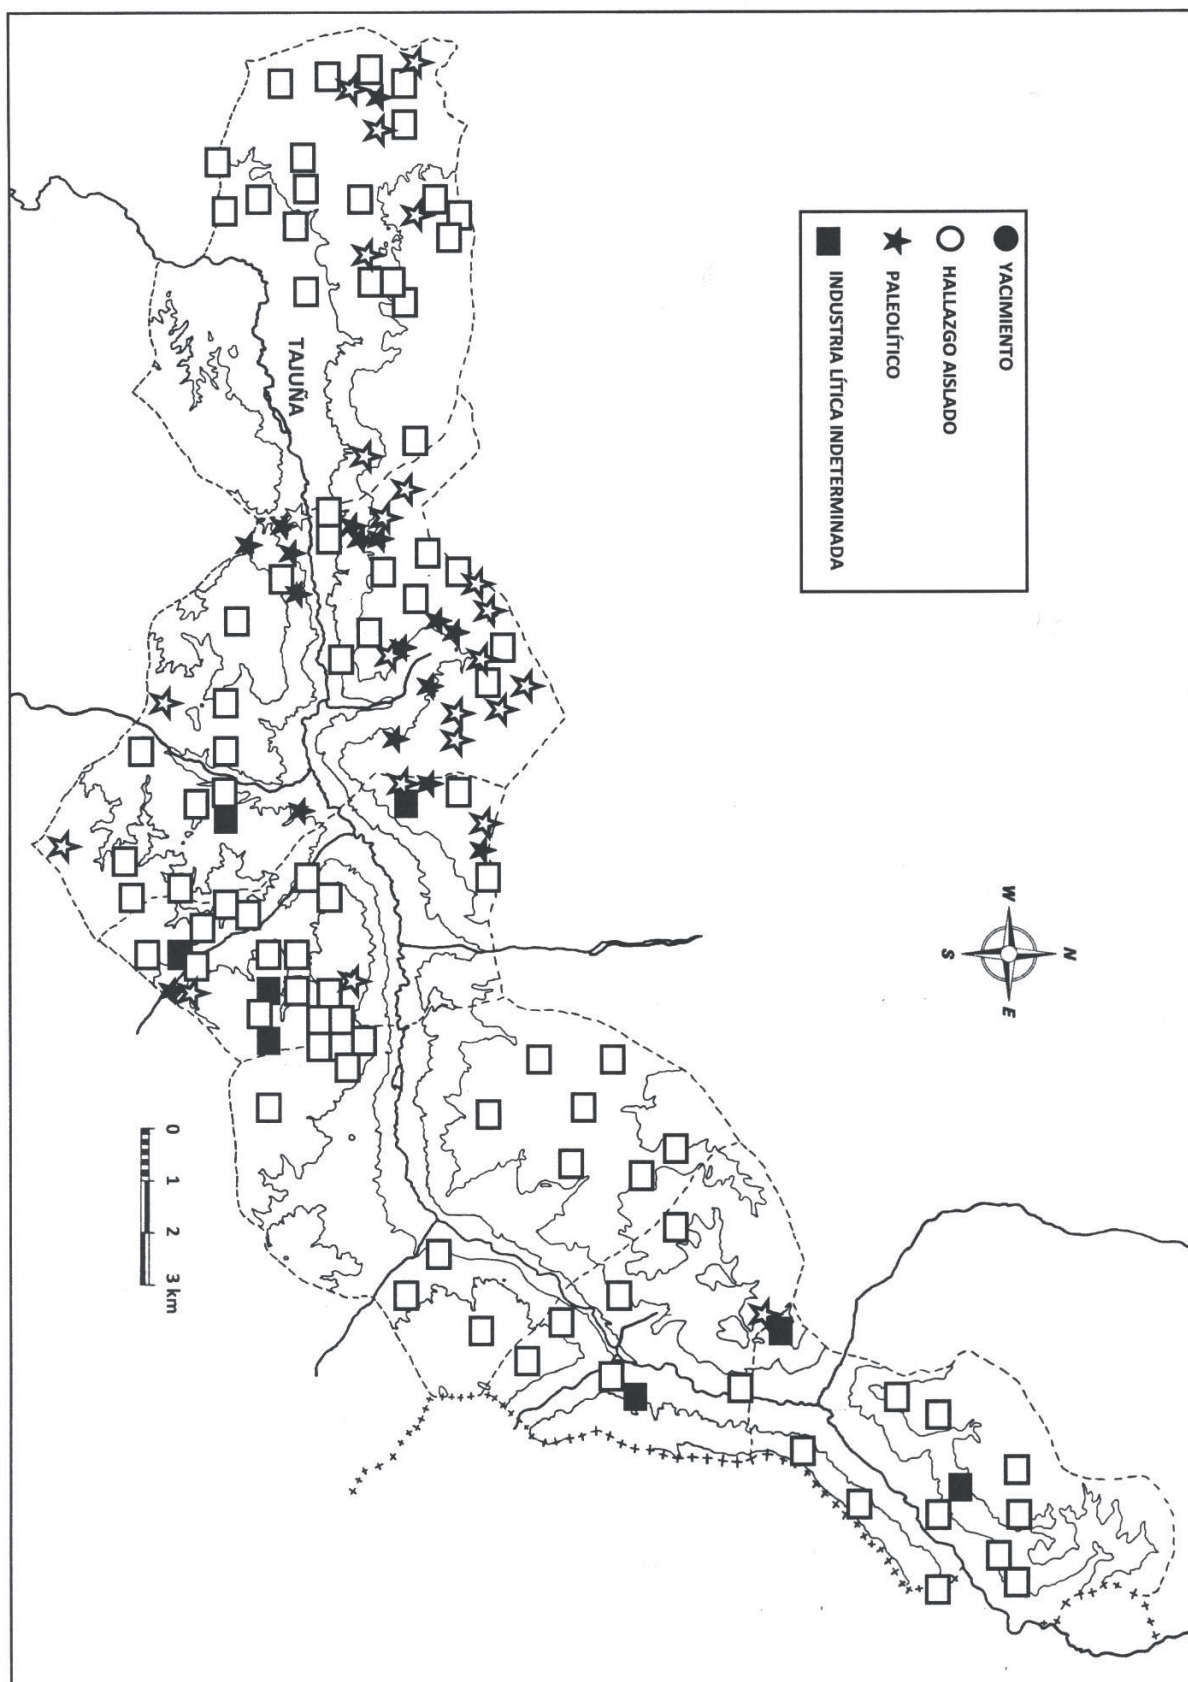 YACIMIENTO
HALLAZGO AISLADO
PALEOLÍTICO
INDUSTRIA LÍTICA INDETERMINADA
TAJUÑA
N
W
E
S
0 1 2 3 km